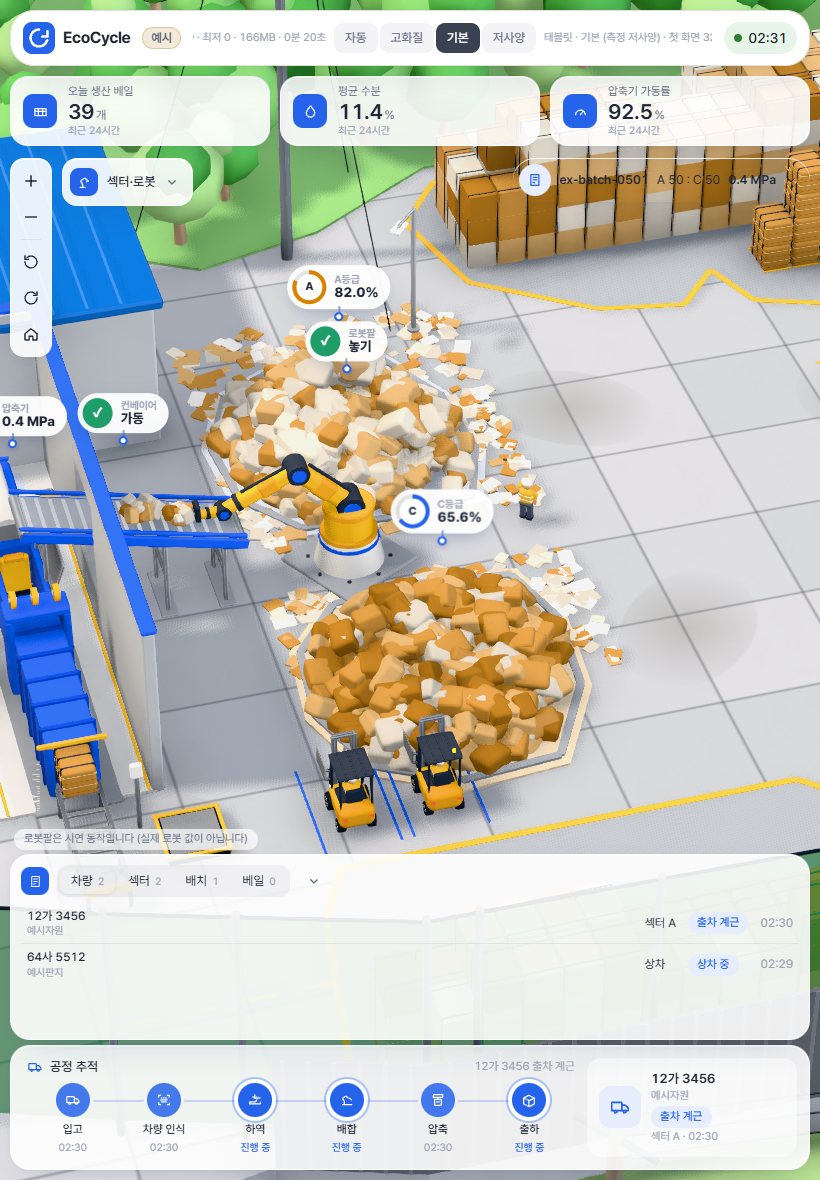 EcoCycle 예시 · 최저 0 · 166MB · 0분 20초 자동 고화질 기본 저사양 태블릿 · 기본 (측정 저사양) · 첫 화면 02:31
오늘 생산 베일
39개
최근 24시간
평균 수분
11.4%
최근 24시간
압축기 가동률
92.5%
최근 24시간
섹터·로봇
ex-batch-0501 A 50 : C 50 0.4 MPa
A
A등급
82.0%
로봇팔
놓기
압축기
0.4 MPa
컨베이어
가동
C
C등급
65.6%
로봇팔은 시연 동작입니다 (실제 로봇 값이 아닙니다)
차량 2 섹터 2 배치 1 베일 0
12가 3456
예시자원
섹터 A 출차 계근 02:30
64사 5512
예시판지
상차 상차 중 02:29
공정 추적
12가 3456 출차 계근
입고
02:30
차량 인식
02:30
하역
진행 중
배합
진행 중
압축
02:30
출하
진행 중
12가 3456
예시자원
출차 계근
섹터 A · 02:30